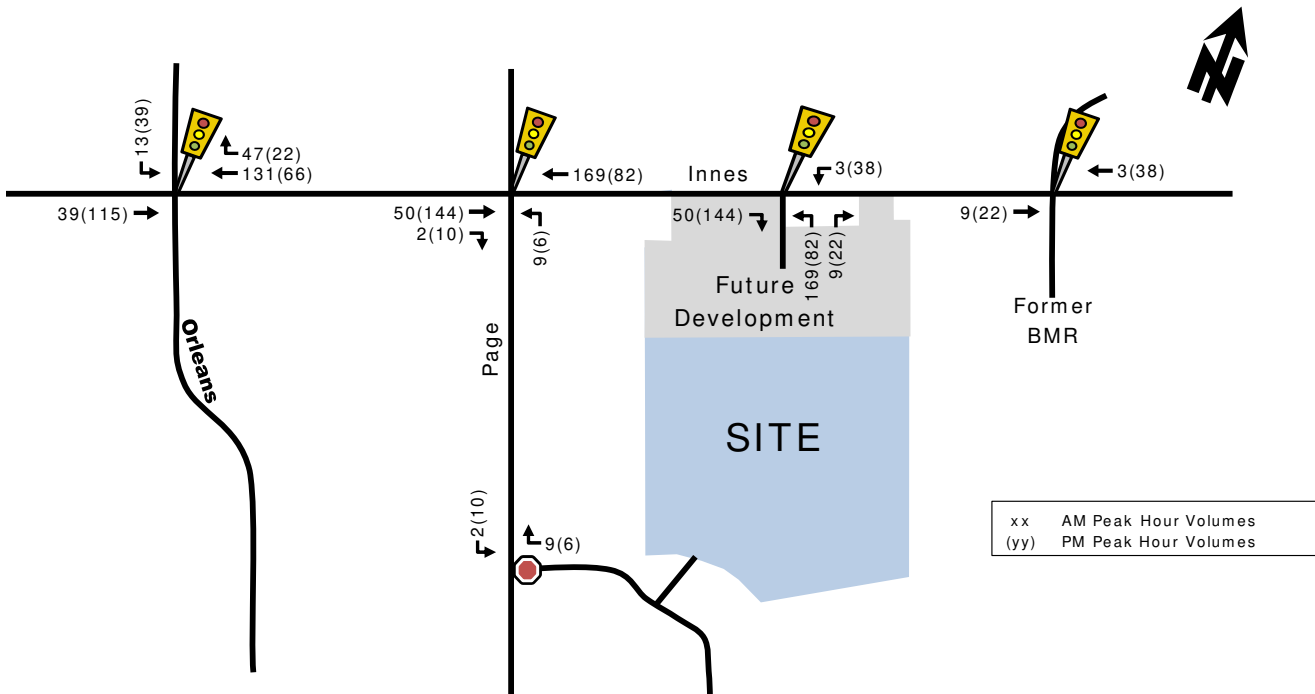 13(39)
47(22)
131(66)
39(115)
169(82)
50(144)
2(10)
9(6)
Innes
3(38)
50(144)
169(82)
9(22)
3(38)
9(22)
Future
Development
Former
BMR
Orleans
Page
SITE
2(10)
9(6)
xx AM Peak Hour Volumes
(yy) PM Peak Hour Volumes
N